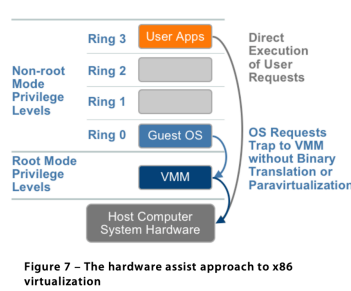 Ring 3
User Apps
Direct
Execution
of User
Requests
Non-root
Mode
Privilege
Levels
Ring 2
Ring 1
Ring 0
Guest OS
OS Requests
Trap to VMM
without Binary
Translation or
Paravirtualization
Root Mode
Privilege
Levels
VMM
Host Computer
System Hardware
Figure 7 – The hardware assist approach to x86
virtualization